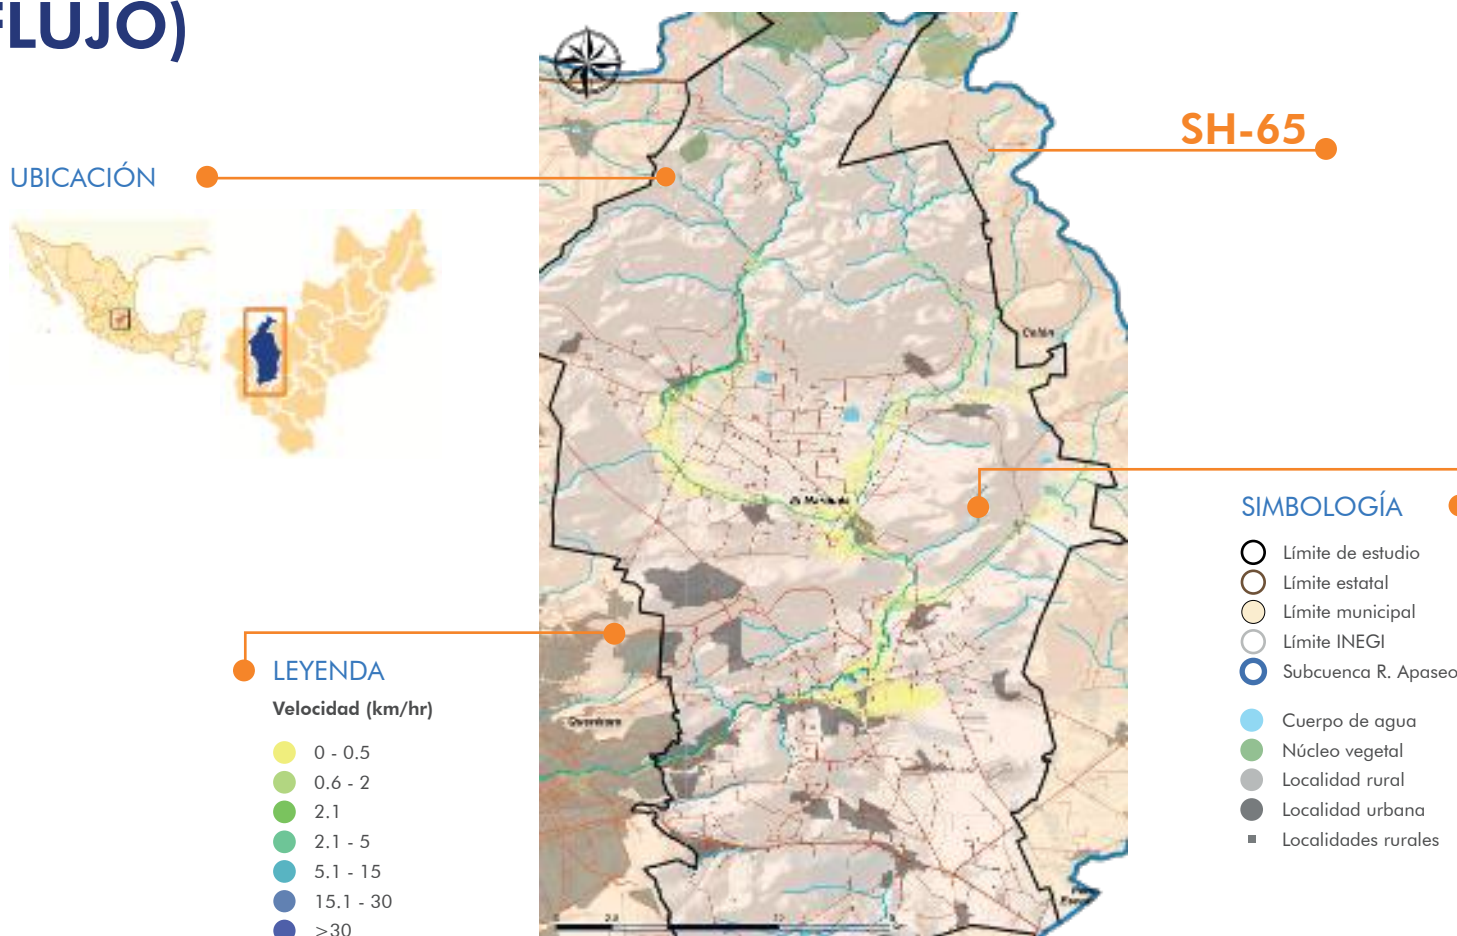 FLUJO)
SH-65
UBICACIÓN
Colón
SIMBOLOGÍA
Límite de estudio
Límite estatal
Límite municipal
Límite INEGI
Subcuenca R. Apaseo
Cuerpo de agua
Núcleo vegetal
Localidad rural
Localidad urbana
Localidades rurales
LEYENDA
Velocidad (km/hr)
0 - 0.5
0.6 - 2
2.1
2.1 - 5
5.1 - 15
15.1 - 30
>30